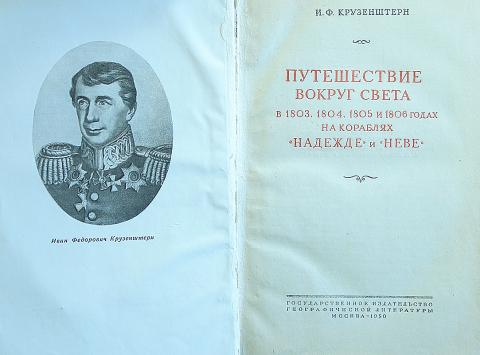 Иван Федорович Крузенштерн
И. Ф. КРУЗЕНШТЕРН
ПУТЕШЕСТВИЕ
ВОКРУГ СВЕТА
В 1803, 1804, 1805 И 1806 ГОДАХ
НА КОРАБЛЯХ
«НАДЕЖДЕ» И «НЕВЕ»
ГОСУДАРСТВЕННОЕ ИЗДАТЕЛЬСТВО
ГЕОГРАФИЧЕСКОЙ ЛИТЕРАТУРЫ
МОСКВА—1950